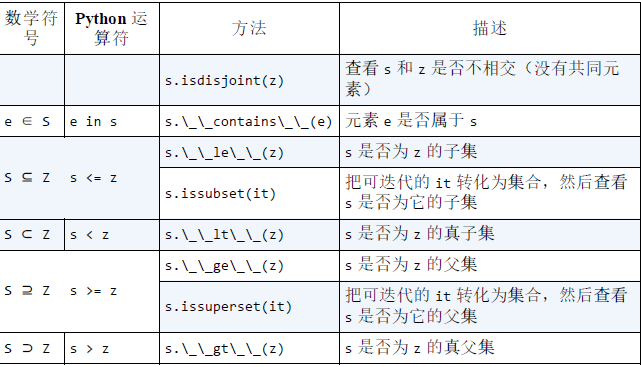 数学符号 Python 运算符 方法 描述
s.isdisjoint(z) 查看 s 和 z 是否不相交（没有共同元素）
e ∈ S e in s s.\_\_contains\_\_(e) 元素 e 是否属于 s
S ⊆ Z s <= z s.\_\_le\_\_(z) s 是否为 z 的子集
s.issubset(it) 把可迭代的 it 转化为集合，然后查看 s 是否为它的子集
S ⊂ Z s < z s.\_\_lt\_\_(z) s 是否为 z 的真子集
S ⊇ Z s >= z s.\_\_ge\_\_(z) s 是否为 z 的父集
s.issuperset(it) 把可迭代的 it 转化为集合，然后查看 s 是否为它的父集
S ⊃ Z s > z s.\_\_gt\_\_(z) s 是否为 z 的真父集